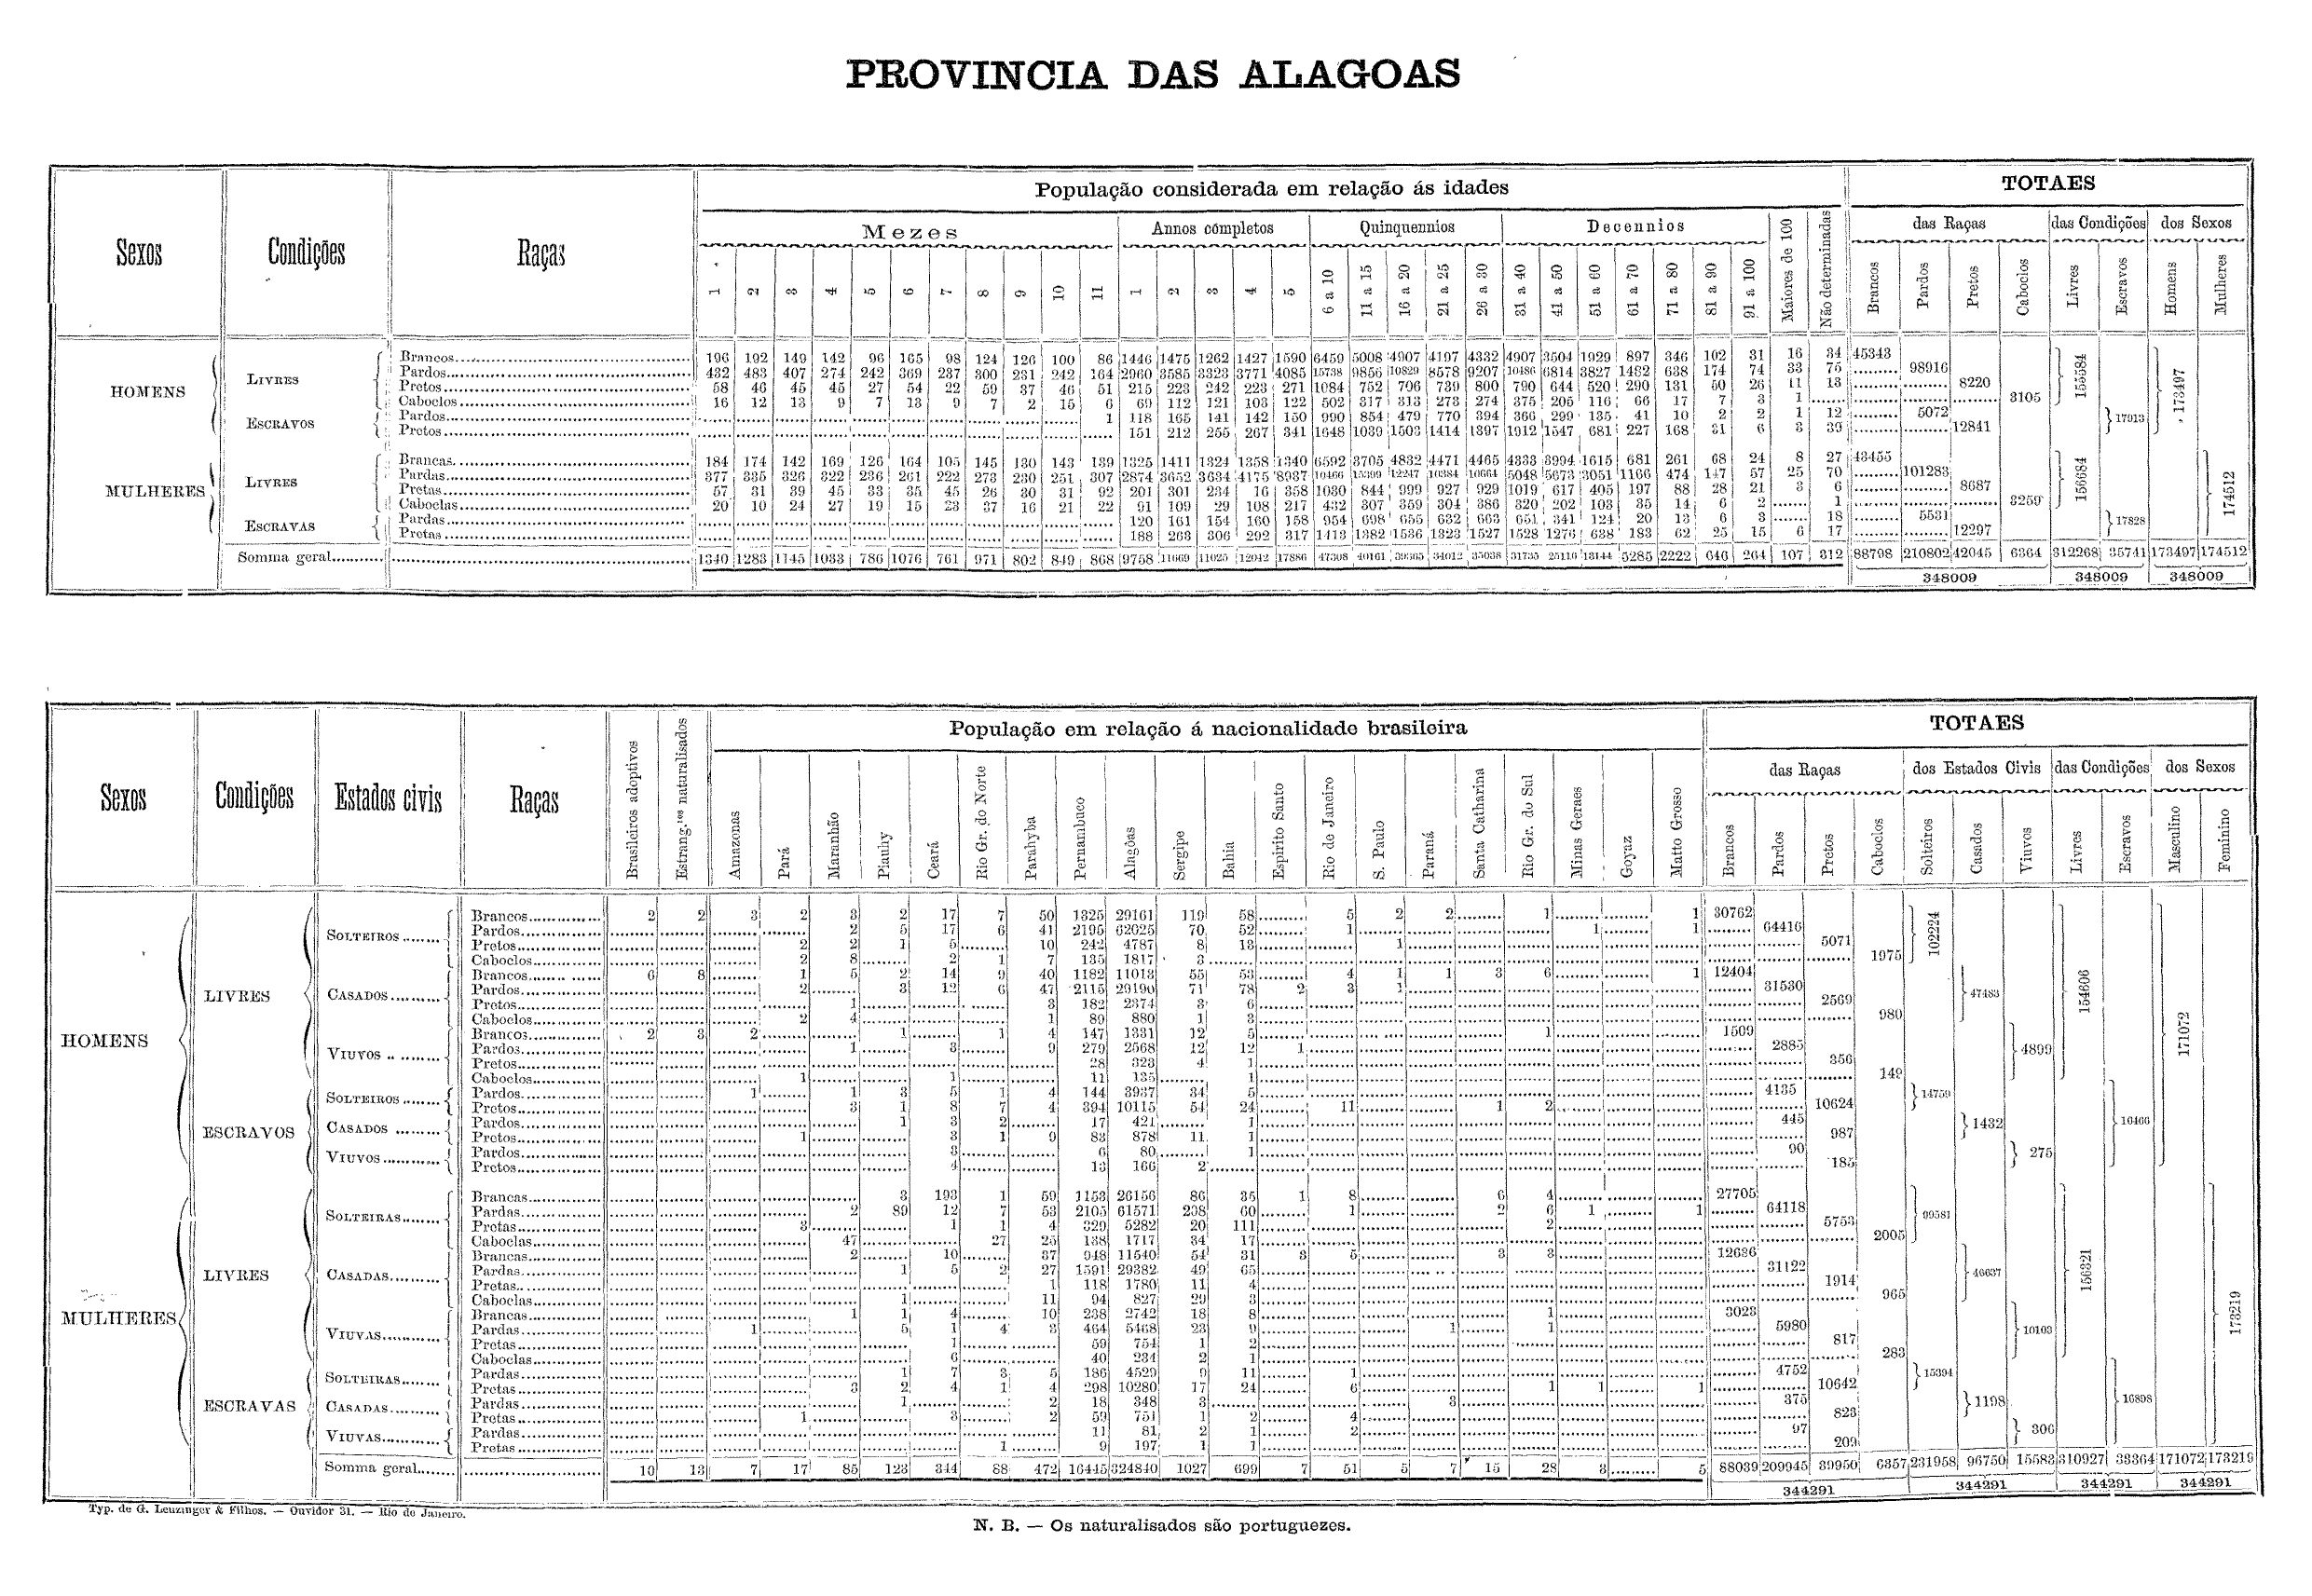 PROVINCIA DAS ALAGOAS
População considerada em relação ás idades
TOTAES
Sexos Condições Raças
Mezes Annos completos Quinquennios Decennios Maiores de 100 Não determinadas das Raças das Condições dos Sexos
1 2 3 4 5 6 7 8 9 10 11 1 2 3 4 5 6 a 10 11 a 15 16 a 20 21 a 25 26 a 30 31 a 40 41 a 50 51 a 60 61 a 70 71 a 80 81 a 90 91 a 100 Brancos Pardos Pretos Caboclos Livres Escravos Homens Mulheres
HOMENS
LIVRES
Brancos 196 192 149 142 96 165 98 124 126 100 86 1446 1475 1262 1427 1590 6459 5008 4907 4197 4332 4907 3504 1929 897 346 102 31 16 34 45343
Pardos 432 483 407 274 242 369 237 300 231 242 164 2960 3585 3323 3771 4085 15738 9856 10829 8578 9207 10486 6814 3827 1482 638 174 74 33 75 98916
Pretos 58 46 45 45 27 54 22 59 37 46 51 215 223 242 223 271 1084 752 706 739 800 790 644 520 290 131 50 26 11 13 8220
Caboclos 16 12 13 9 7 13 9 7 2 15 6 69 112 121 103 122 502 317 313 273 274 375 205 116 66 17 7 3 1 3105
155584
ESCRAVOS
Pardos 1 118 165 141 142 150 990 854 479 770 394 366 299 135 41 10 2 2 1 12 5072
Pretos 151 212 255 267 341 1648 1039 1503 1414 1397 1912 1547 681 227 168 31 6 3 39 12841
17913 173497
MULHERES
LIVRES
Brancas 184 174 142 169 126 164 105 145 130 143 139 1325 1411 1324 1358 1340 6592 3705 4832 4471 4465 4333 3994 1615 681 261 68 24 8 27 43455
Pardas 377 335 326 322 236 261 222 273 230 251 307 2874 3652 3634 4175 8937 10466 15399 12247 10384 10664 5048 5673 3051 1166 474 147 57 25 70 101283
Pretas 57 31 39 45 33 35 45 26 30 31 92 201 301 234 16 358 1030 844 999 927 929 1019 617 405 197 88 28 21 3 6 8687
Caboclas 20 10 24 27 19 15 23 37 16 21 22 91 109 29 108 217 432 307 359 304 386 320 202 103 35 14 6 2 1 3259
156684
ESCRAVAS
Pardas 120 161 154 160 158 954 698 655 632 663 651 341 124 20 13 6 3 18 5531
Pretas 188 263 306 292 317 1413 1382 1536 1323 1527 1528 1276 638 183 62 25 15 6 17 12297
17828 174512
Somma geral 1340 1283 1145 1033 786 1076 761 971 802 849 868 9758 11669 11025 12042 17886 47308 40161 34012 35038 31735 25116 13144 5285 2222 646 264 107 312 88798 210802 42045 6364 312268 35741 173497 174512
348009 348009 348009
População em relação á nacionalidade brasileira
TOTAES
Sexos Condições Estados civis Raças
das Raças dos Estados Civis das Condições dos Sexos
Brasileiros adoptivos Estrang.ros naturalisados Amazonas Pará Maranhão Piauhy Ceará Rio Gr. do Norte Parahyba Pernambuco Alagôas Sergipe Bahia Espirito Santo Rio de Janeiro S. Paulo Paraná Santa Catharina Rio Gr. do Sul Minas Geraes Goyaz Matto Grosso Brancos Pardos Pretos Caboclos Solteiros Casados Viuvos Livres Escravos Masculino Feminino
HOMENS
LIVRES
SOLTEIROS
Brancos 2 2 3 2 3 2 17 7 50 1325 29161 119 58 5 2 2 1 1 30762
Pardos 2 5 17 6 41 2195 62025 70 52 1 1 1 64416
Pretos 2 2 1 5 10 242 4787 8 13 1 5071
Caboclos 2 8 2 1 7 135 1817 3 1975
102224
CASADOS
Brancos 6 8 1 5 2 14 9 40 1182 11013 55 53 4 1 1 3 6 1 12404
Pardos 2 3 12 6 47 2115 29190 71 78 2 3 1 31530
Pretos 1 3 182 2374 3 6 2569
Caboclos 2 4 1 89 880 1 3 980
47483 154606
VIUVOS
Brancos 2 3 2 1 1 4 147 1331 12 5 1 1509
Pardos 1 3 9 279 2568 12 12 1 2885
Pretos 28 323 4 1 356
Caboclos 1 1 11 135 1 149
4899
ESCRAVOS
SOLTEIROS
Pardos 1 1 3 5 1 4 144 3937 34 5 4135
Pretos 3 1 8 7 4 394 10115 54 24 11 1 2 10624
14759
CASADOS
Pardos 1 3 2 17 421 1 445
Pretos 1 3 1 9 83 878 11 1 987
1432 16466
VIUVOS
Pardos 3 6 80 1 90
Pretos 4 13 166 2 185
275 171072
MULHERES
LIVRES
SOLTEIRAS
Brancas 3 193 1 59 1153 26156 86 35 1 8 6 4 27705
Pardas 2 89 12 7 53 2105 61571 208 60 1 2 6 1 1 64118
Pretas 3 1 1 4 329 5282 20 111 2 5753
Caboclas 47 27 25 138 1717 34 17 2005
99581
CASADAS
Brancas 2 10 37 948 11540 54 31 3 5 3 3 12636
Pardas 1 5 2 27 1591 29382 49 65 31122
Pretas 1 118 1780 11 4 1914
Caboclas 1 11 94 827 29 3 965
46637 156321
VIUVAS
Brancas 1 1 4 10 238 2742 18 8 1 3023
Pardas 1 5 1 4 3 464 5468 23 9 1 1 5980
Pretas 1 59 754 1 2 817
Caboclas 6 40 234 2 1 283
10103
ESCRAVAS
SOLTEIRAS
Pardas 1 7 3 5 186 4529 9 11 1 4752
Pretas 3 2 4 1 4 298 10280 17 24 6 1 1 1 10642
15394
CASADAS
Pardas 1 2 18 348 3 3 375
Pretas 1 3 2 59 751 1 2 4 823
1198 16898
VIUVAS
Pardas 11 81 2 1 2 97
Pretas 1 9 197 1 1 209
306 173219
Somma geral 10 13 7 17 85 123 344 88 472 16445 324840 1027 699 7 51 5 7 15 28 3 5 88039 209945 39950 6357 231958 96750 15583 310927 33364 171072 173219
344291 344291 344291 344291
Typ. de G. Leuzinger & Filhos. — Ouvidor 31. — Rio de Janeiro.
N. B. — Os naturalisados são portuguezes.